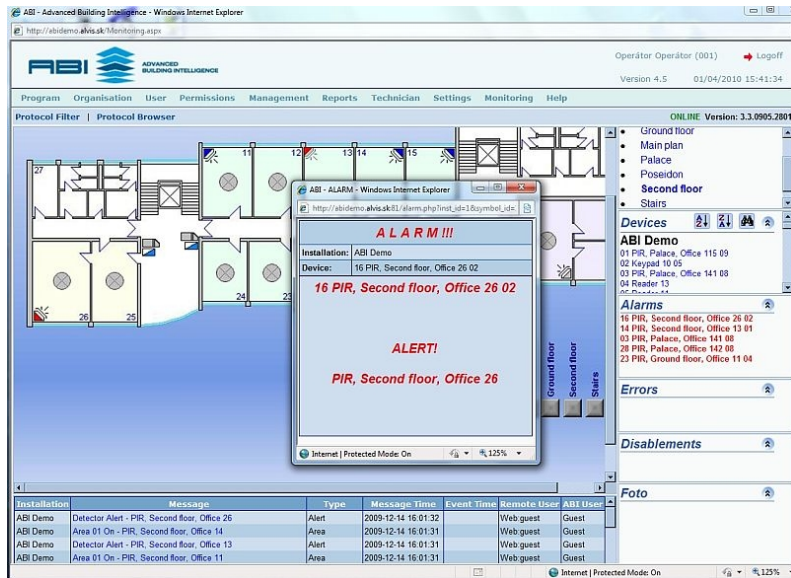 ABI - Advanced Building Intelligence - Windows Internet Explorer
http://abidemo.alvis.sk/Monitoring.aspx
ABI
ADVANCED
BUILDING INTELLIGENCE
Operátor Operátor (001) Logoff
Version 4.5 01/04/2010 15:41:34
Program Organisation User Permissions Management Reports Technician Settings Monitoring Help
Protocol Filter | Protocol Browser
ONLINE Version: 3.3.0905.2801
27
11
12
13
14
15
26
25
24
23
Ground floor
Second floor
Stairs
ABI - ALARM - Windows Internet Explorer
http://abidemo.alvis.sk:81/alarm.php?inst_id=1&symbol_id=
A L A R M !!!
Installation: ABI Demo
Device: 16 PIR, Second floor, Office 26 02
16 PIR, Second floor, Office 26 02
ALERT!
PIR, Second floor, Office 26
Internet | Protected Mode: On 125%
Ground floor
Main plan
Palace
Poseidon
Second floor
Stairs
Devices
ABI Demo
01 PIR, Palace, Office 115 09
02 Keypad 10 05
03 PIR, Palace, Office 141 08
04 Reader 13
Alarms
16 PIR, Second floor, Office 26 02
14 PIR, Second floor, Office 13 01
03 PIR, Palace, Office 141 08
28 PIR, Palace, Office 142 08
23 PIR, Ground floor, Office 11 04
Errors
Disablements
Foto
Installation Message Type Message Time Event Time Remote User ABI User
ABI Demo Detector Alert - PIR, Second floor, Office 26 Alert 2009-12-14 16:01:32 Web:guest Guest
ABI Demo Area 01 On - PIR, Second floor, Office 14 Area 2009-12-14 16:01:31 Web:guest Guest
ABI Demo Detector Alert - PIR, Second floor, Office 13 Alert 2009-12-14 16:01:31 Web:guest Guest
ABI Demo Area 01 On - PIR, Second floor, Office 11 Area 2009-12-14 16:01:31 Web:guest Guest
Internet | Protected Mode: On 125%